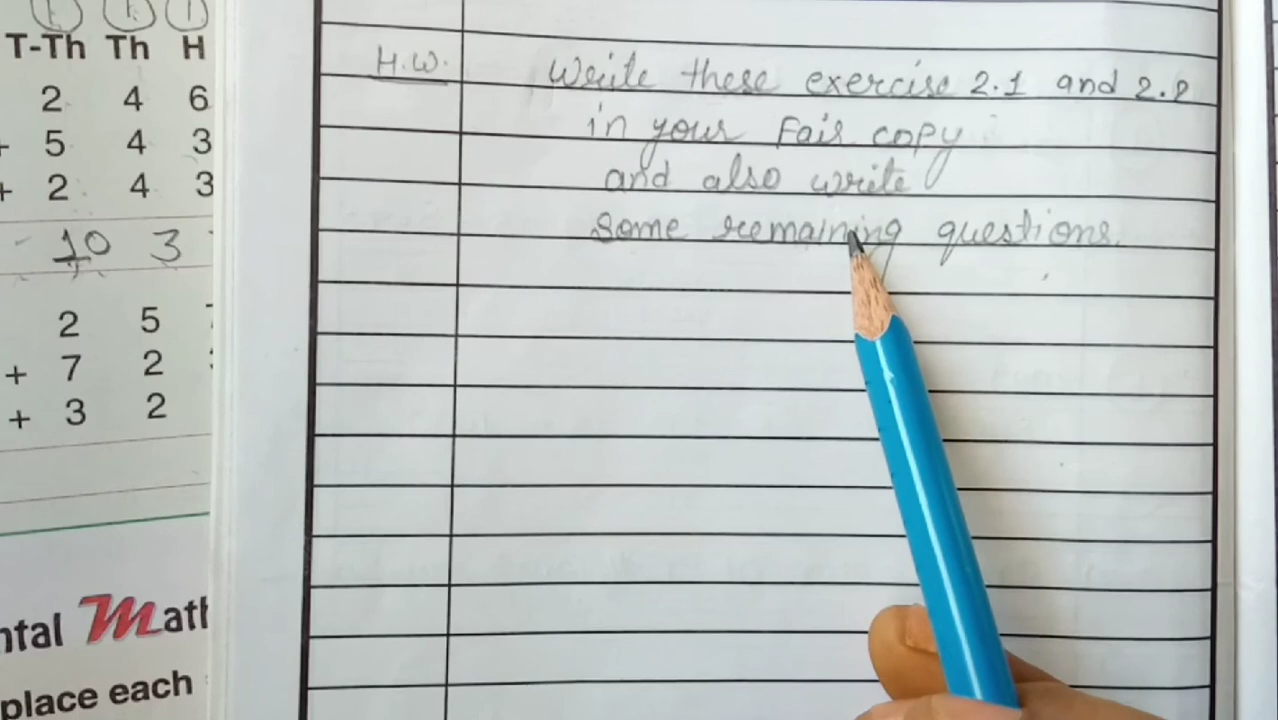 T-Th Th H
2 4 6
+ 5 4 3
+ 2 4 3
10 3
2 5
+ 7 2
+ 3 2
ntal Math
place each
H.W. Write these exercise 2.1 and 2.2
in your Fair copy
and also write
some remaining questions.